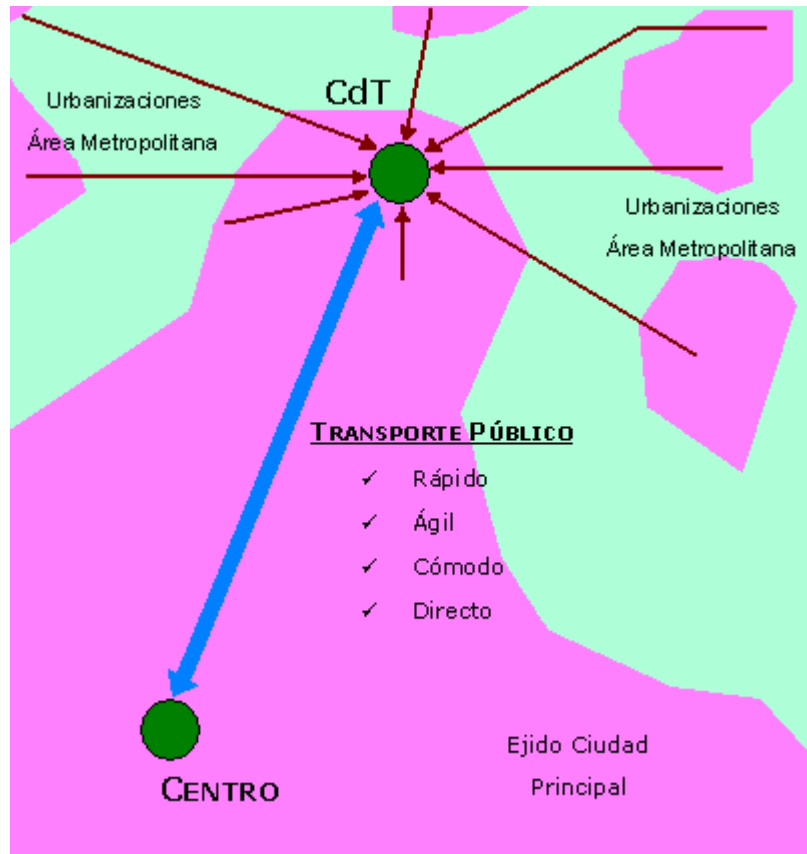 CdT
Urbanizaciones
Área Metropolitana
Urbanizaciones
Área Metropolitana
TRANSPORTE PÚBLICO
✓ Rápido
✓ Ágil
✓ Cómodo
✓ Directo
Ejido Ciudad
Principal
CENTRO